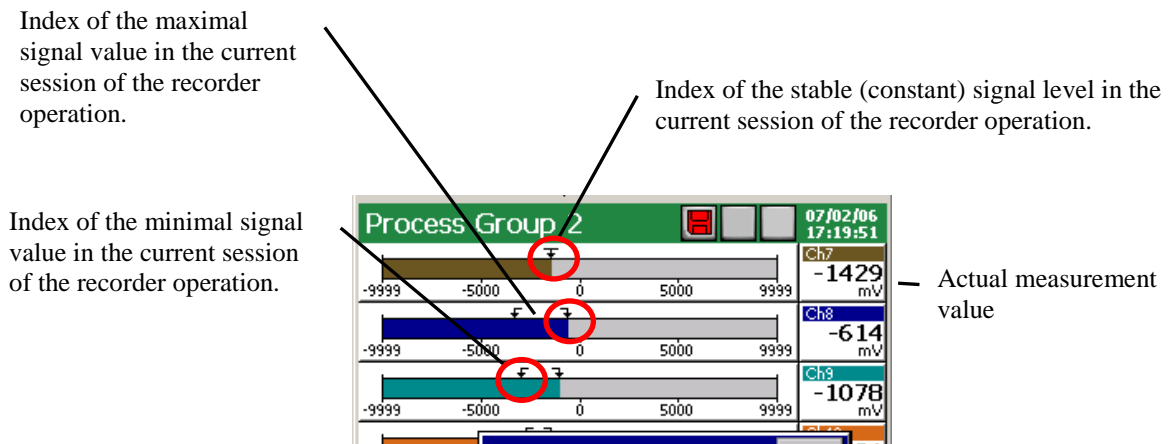 Index of the maximal
signal value in the current
session of the recorder
operation.
Index of the stable (constant) signal level in the
current session of the recorder operation.
Index of the minimal signal
value in the current session
of the recorder operation.
Process Group 2
07/02/06
17:19:51
Ch7
-1429
mV
-9999 -5000 0 5000 9999
Actual measurement
value
Ch8
-614
mV
-9999 -5000 0 5000 9999
Ch9
-1078
mV
-9999 -5000 0 5000 9999